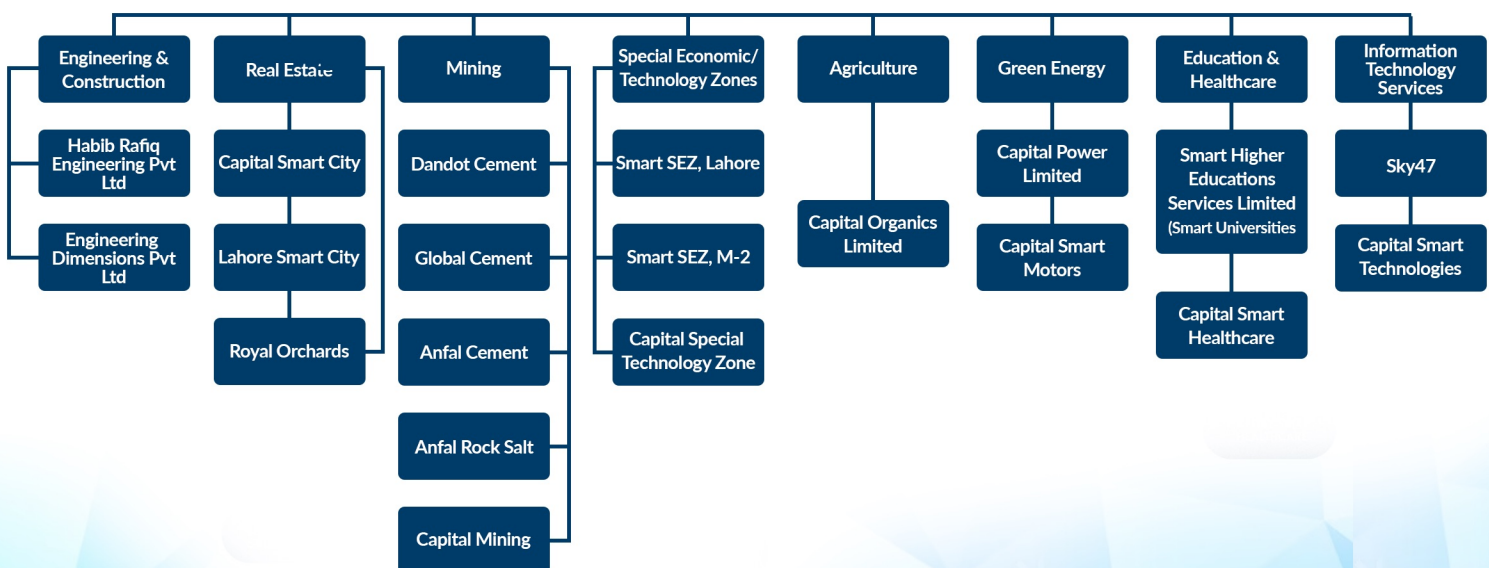 Engineering &
Construction
Habib Rafiq
Engineering Pvt
Ltd
Engineering
Dimensions Pvt
Ltd
Real Estate
Capital Smart City
Lahore Smart City
Royal Orchards
Mining
Dandot Cement
Global Cement
Anfal Cement
Anfal Rock Salt
Capital Mining
Special Economic/
Technology Zones
Smart SEZ, Lahore
Smart SEZ, M-2
Capital Special
Technology Zone
Agriculture
Capital Organics
Limited
Green Energy
Capital Power
Limited
Capital Smart
Motors
Education &
Healthcare
Smart Higher
Educations
Services Limited
(Smart Universities
Capital Smart
Healthcare
Information
Technology
Services
Sky47
Capital Smart
Technologies